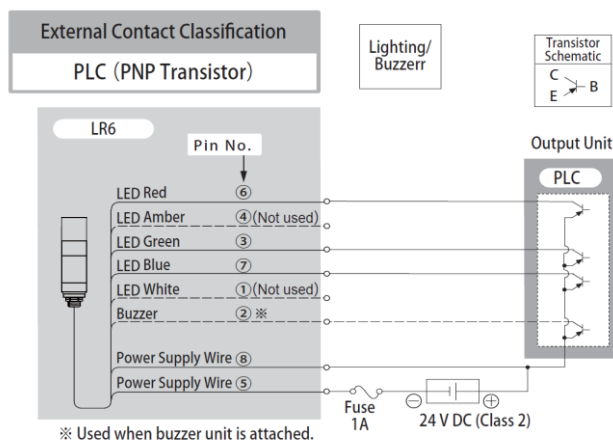 External Contact Classification
PLC (PNP Transistor)
Lighting/
Buzzerr
Transistor
Schematic
C
B
E
LR6
Pin No.
Output Unit
PLC
LED Red ⑥
LED Amber ④ (Not used)
LED Green ③
LED Blue ⑦
LED White ① (Not used)
Buzzer ② ※
Power Supply Wire ⑧
Power Supply Wire ⑤
Fuse
1A
⊖ ⊕
24 V DC (Class 2)
※ Used when buzzer unit is attached.